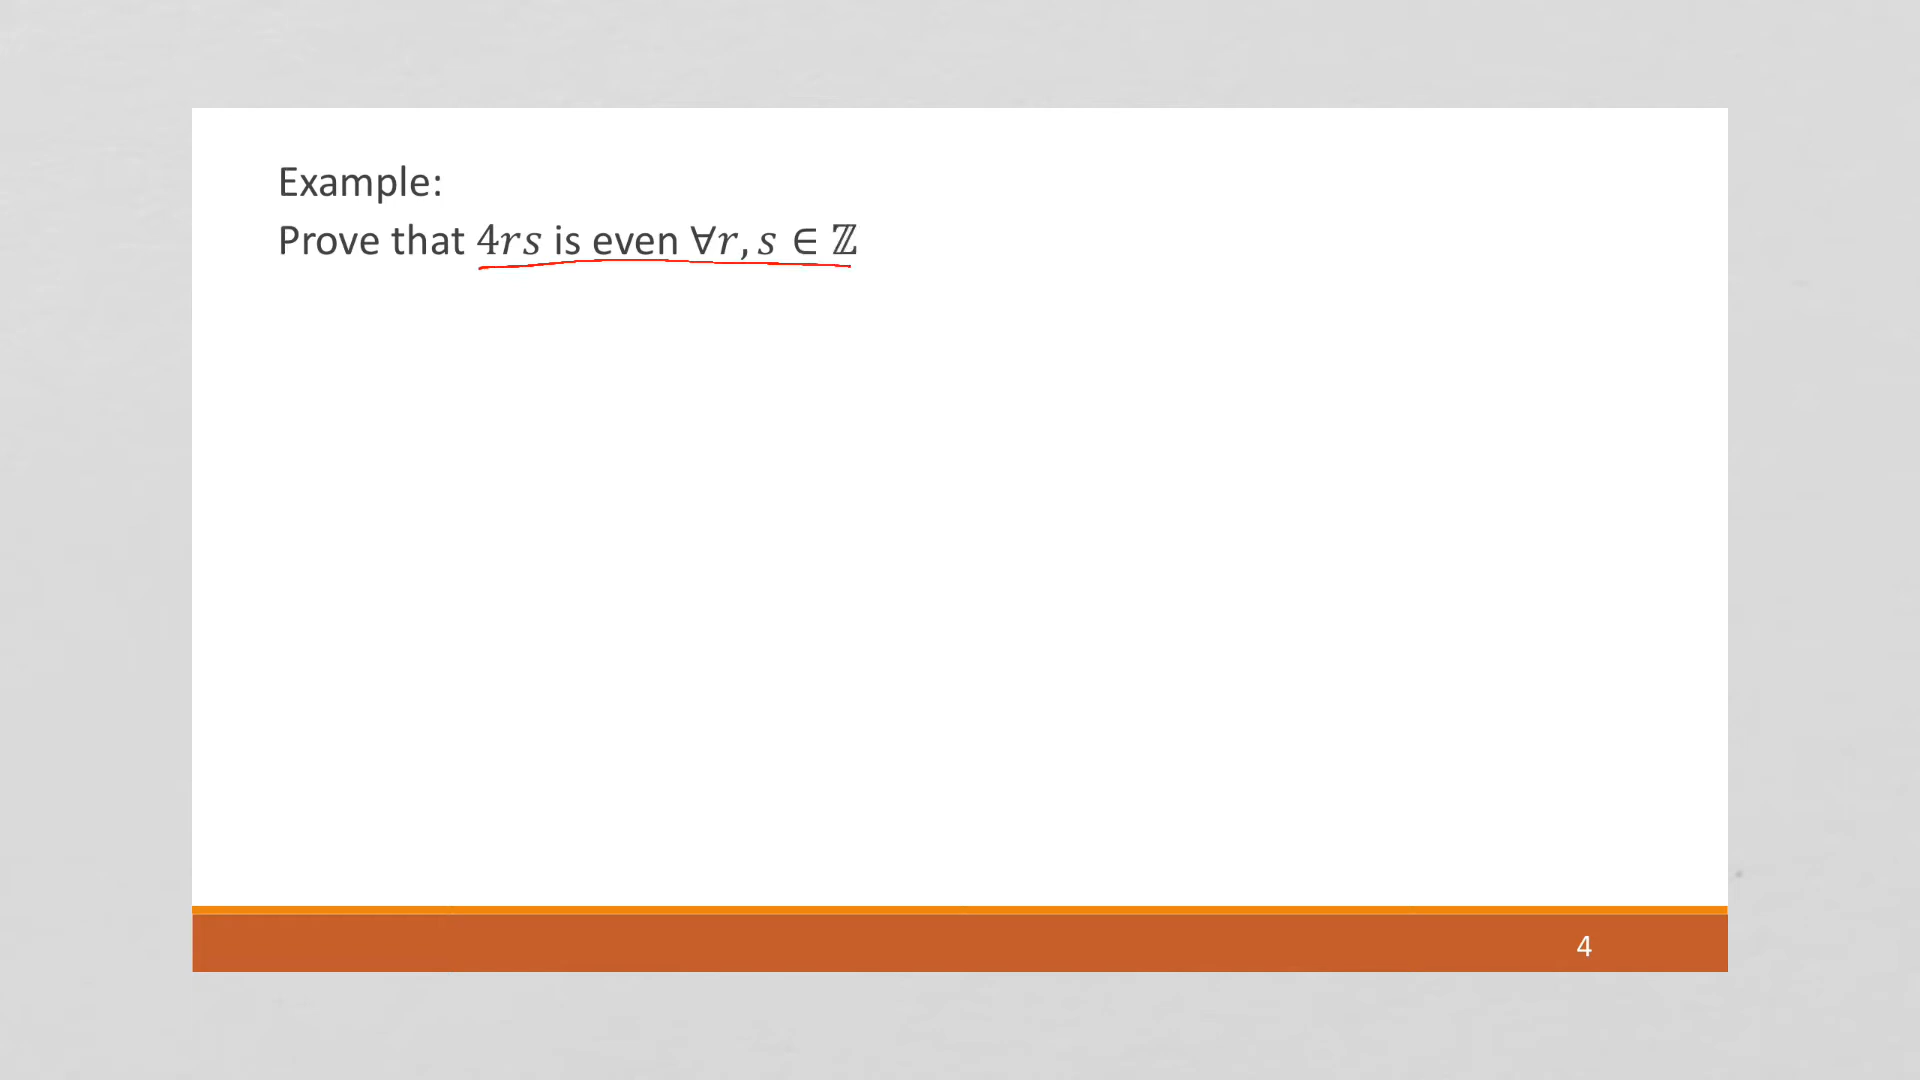 Example:
Prove that 4rs is even ∀r, s ∈ ℤ
4